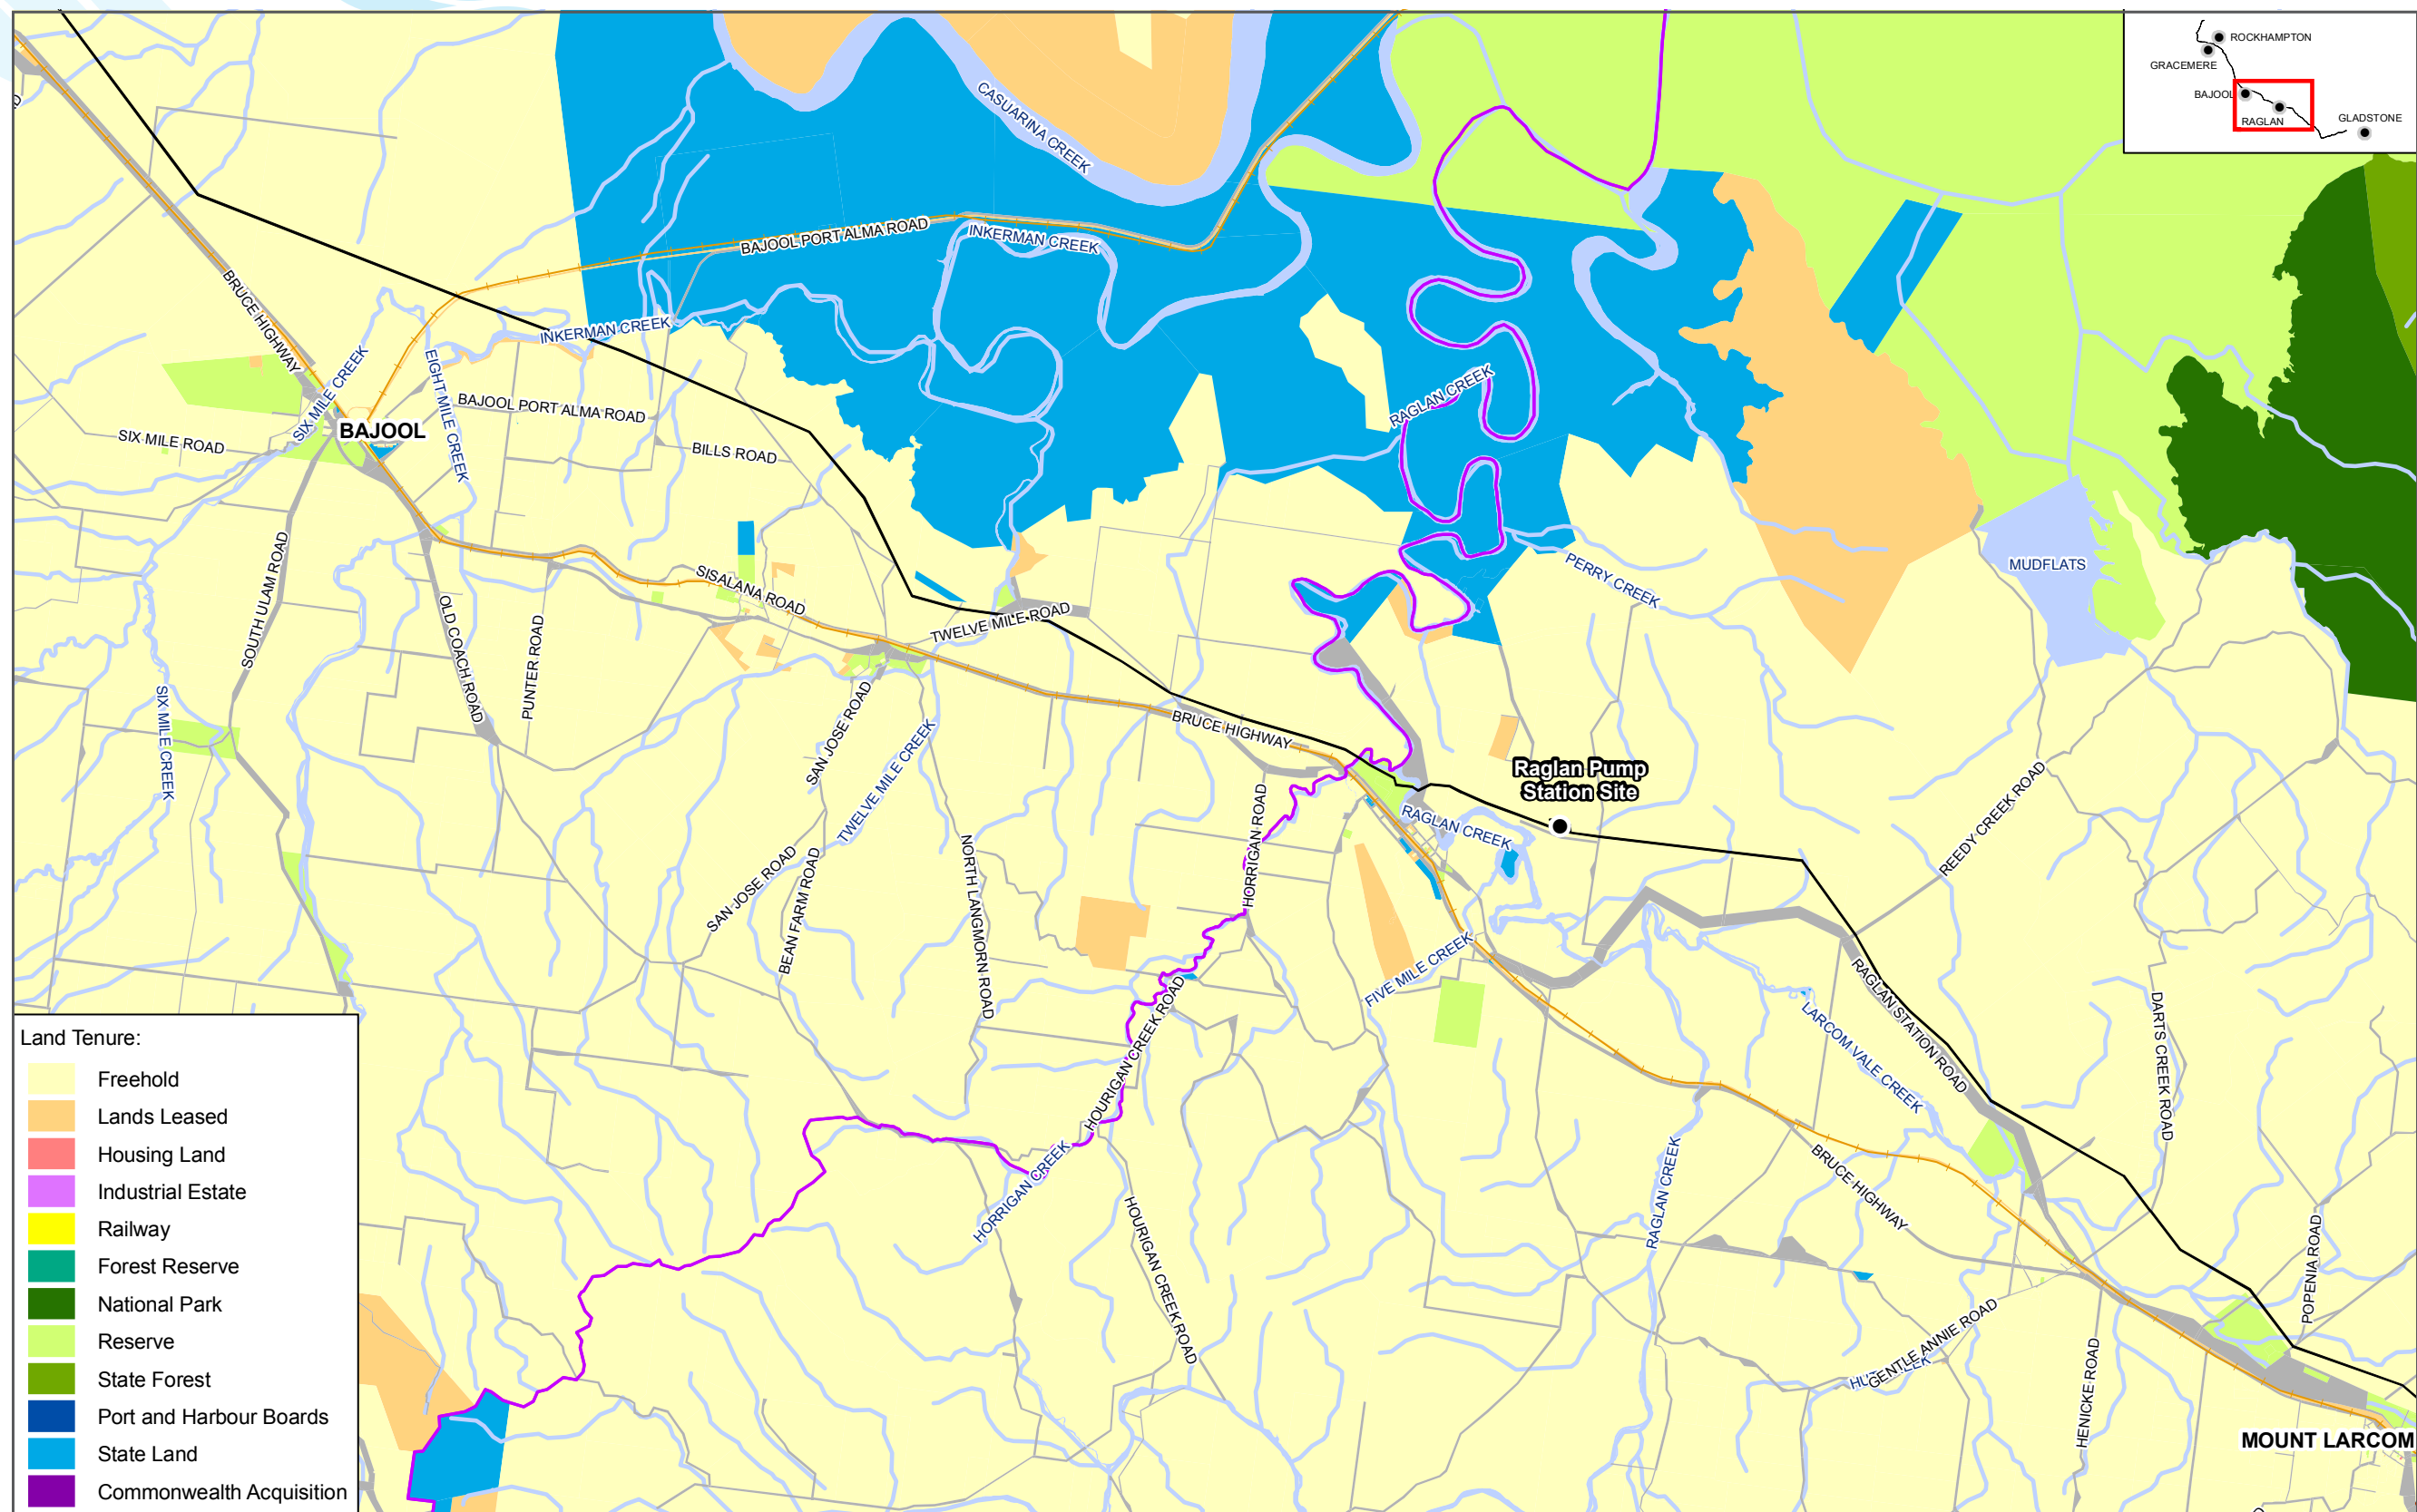 ROCKHAMPTON
GRACEMERE
BAJOOL
RAGLAN
GLADSTONE
CASUARINA CREEK
BAJOOL PORT ALMA ROAD
INKERMAN CREEK
BRUCE HIGHWAY
INKERMAN CREEK
SIX MILE CREEK
EIGHT MILE CREEK
RAGLAN CREEK
BAJOOL PORT ALMA ROAD
SIX MILE ROAD
BAJOOL
BILLS ROAD
SOUTH ULAM ROAD
OLD COACH ROAD
PUNTER ROAD
SISALANA ROAD
TWELVE MILE ROAD
PERRY CREEK
MUDFLATS
SIX MILE CREEK
SAN JOSE ROAD
TWELVE MILE CREEK
BRUCE HIGHWAY
Raglan Pump
Station Site
HORRIGAN ROAD
RAGLAN CREEK
REEDY CREEK ROAD
SAN JOSE ROAD
BEAN FARM ROAD
NORTH LANGMORN ROAD
FIVE MILE CREEK
HOURIGAN CREEK ROAD
RAGLAN STATION ROAD
LARCOM VALE CREEK
DARTS CREEK ROAD
HORRIGAN CREEK
HOURIGAN CREEK ROAD
RAGLAN CREEK
BRUCE HIGHWAY
POPENIA ROAD
GENTLE ANNIE ROAD
HENICKE ROAD
MOUNT LARCOM
Land Tenure:
Freehold
Lands Leased
Housing Land
Industrial Estate
Railway
Forest Reserve
National Park
Reserve
State Forest
Port and Harbour Boards
State Land
Commonwealth Acquisition